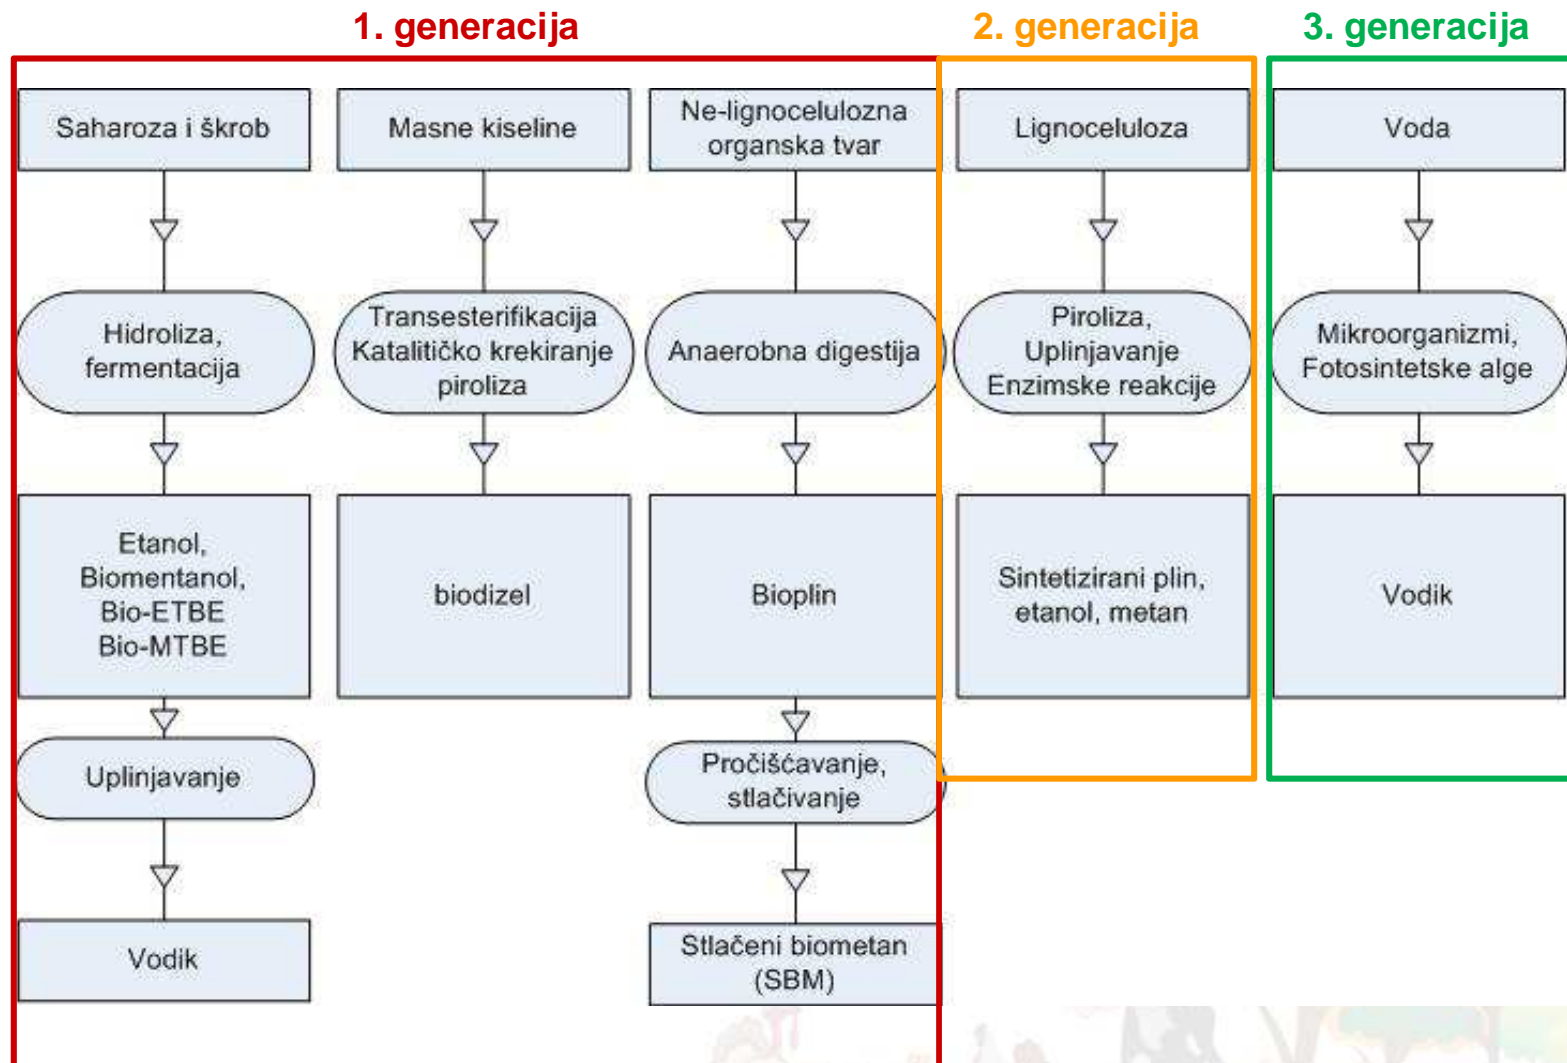 1. generacija
2. generacija
3. generacija
Saharoza i škrob
Masne kiseline
Ne-lignocelulozna
organska tvar
Lignoceluloza
Voda
Hidroliza,
fermentacija
Transesterifikacija
Katalitičko krekiranje
piroliza
Anaerobna digestija
Piroliza,
Uplinjavanje
Enzimske reakcije
Mikroorganizmi,
Fotosintetske alge
Etanol,
Biomentanol,
Bio-ETBE
Bio-MTBE
biodizel
Bioplin
Sintetizirani plin,
etanol, metan
Vodik
Uplinjavanje
Pročišćavanje,
stlačivanje
Vodik
Stlačeni biometan
(SBM)